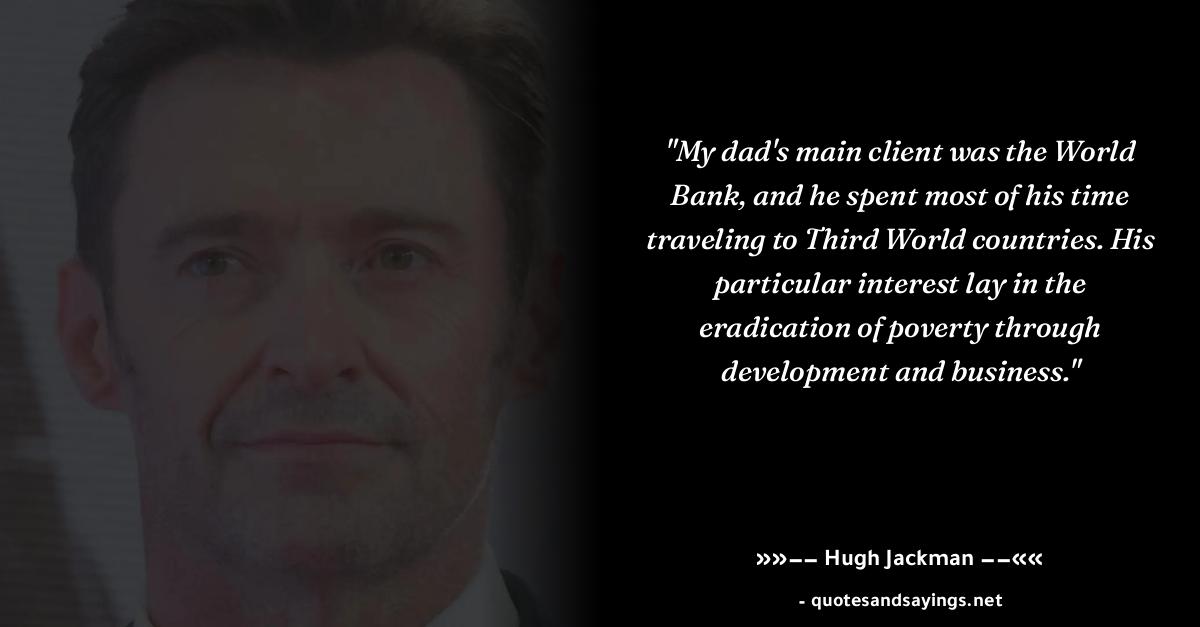 "My dad's main client was the World
Bank, and he spent most of his time
traveling to Third World countries. His
particular interest lay in the
eradication of poverty through
development and business."
»»−− Hugh Jackman −−««
- quotesandsayings.net